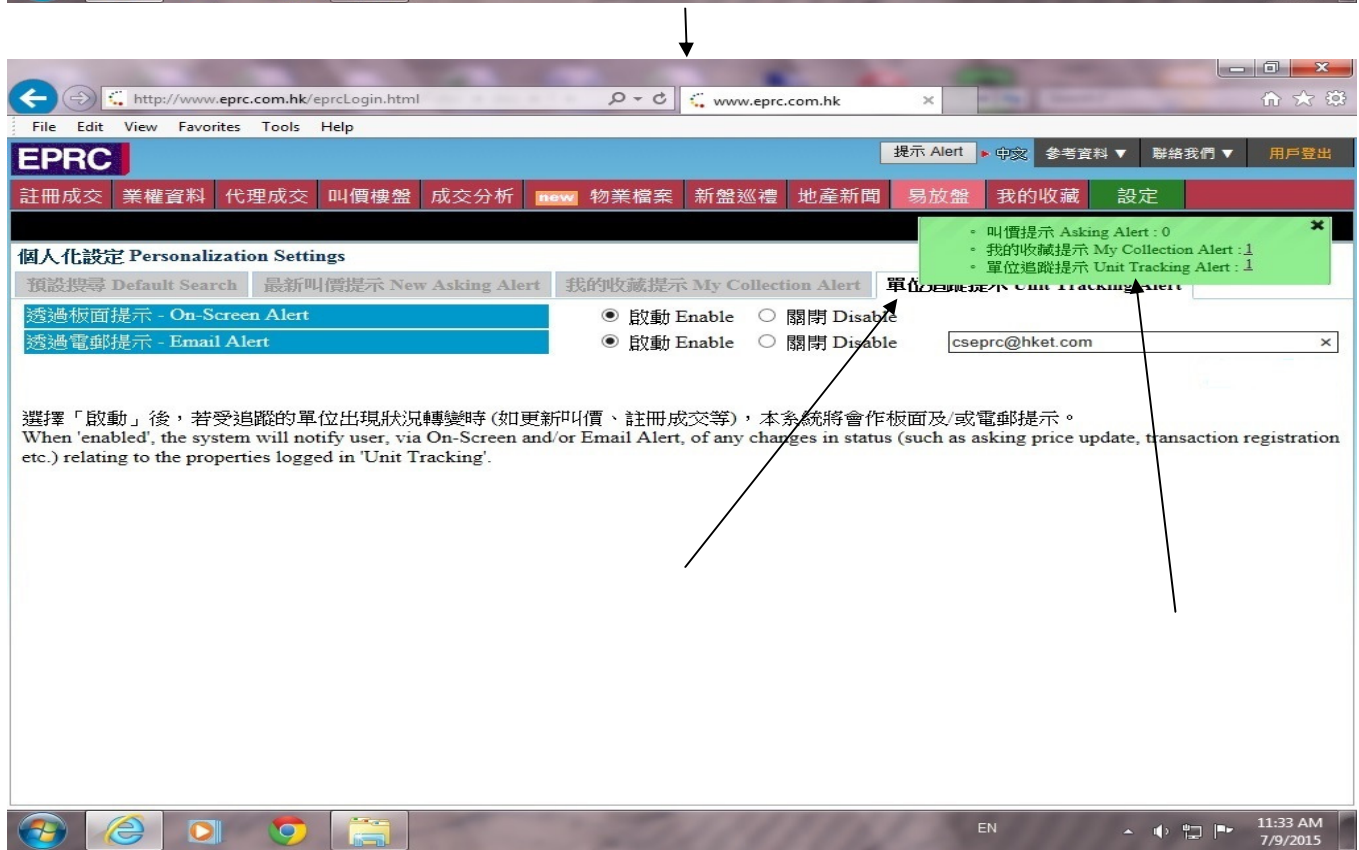 http://www.eprc.com.hk/eprcLogin.html
www.eprc.com.hk
File Edit View Favorites Tools Help
EPRC
提示 Alert
中文 參考資料 ▼ 聯絡我們 ▼ 用戶登出
註冊成交 業權資料 代理成交 叫價樓盤 成交分析 new 物業檔案 新盤巡禮 地產新聞 易放盤 我的收藏 設定
叫價提示 Asking Alert : 0
我的收藏提示 My Collection Alert : 1
單位追蹤提示 Unit Tracking Alert : 1
個人化設定 Personalization Settings
預設搜尋 Default Search 最新叫價提示 New Asking Alert 我的收藏提示 My Collection Alert 單位追蹤提示 Unit Tracking Alert
透過板面提示 - On-Screen Alert 啟動 Enable 關閉 Disable
透過電郵提示 - Email Alert 啟動 Enable 關閉 Disable cseprc@hket.com
選擇「啟動」後，若受追蹤的單位出現狀況轉變時 (如更新叫價、註冊成交等)，本系統將會作板面及/或電郵提示。
When 'enabled', the system will notify user, via On-Screen and/or Email Alert, of any changes in status (such as asking price update, transaction registration
etc.) relating to the properties logged in 'Unit Tracking'.
EN
11:33 AM
7/9/2015